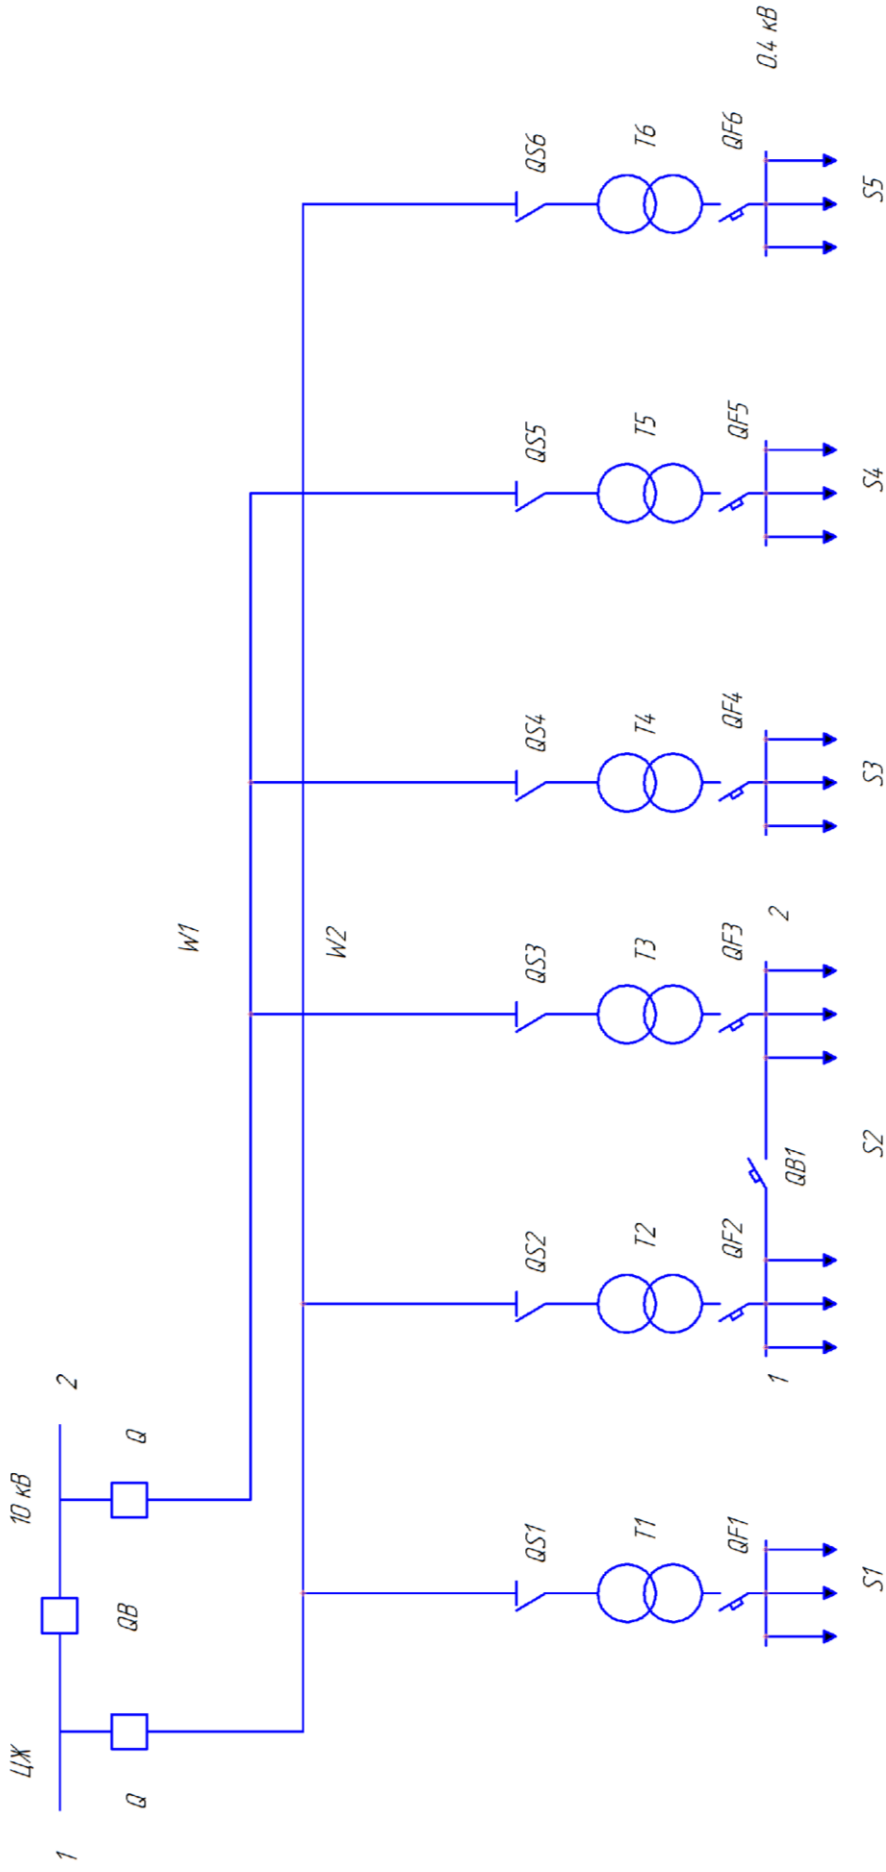 ЦЖ
10 кВ
1
2
QB
Q
Q
W1
W2
QS1
QS2
QS3
QS4
QS5
QS6
T1
T2
T3
T4
T5
T6
QF1
QF2
QF3
QF4
QF5
QF6
0.4 кВ
1
QB1
2
S1
S2
S3
S4
S5